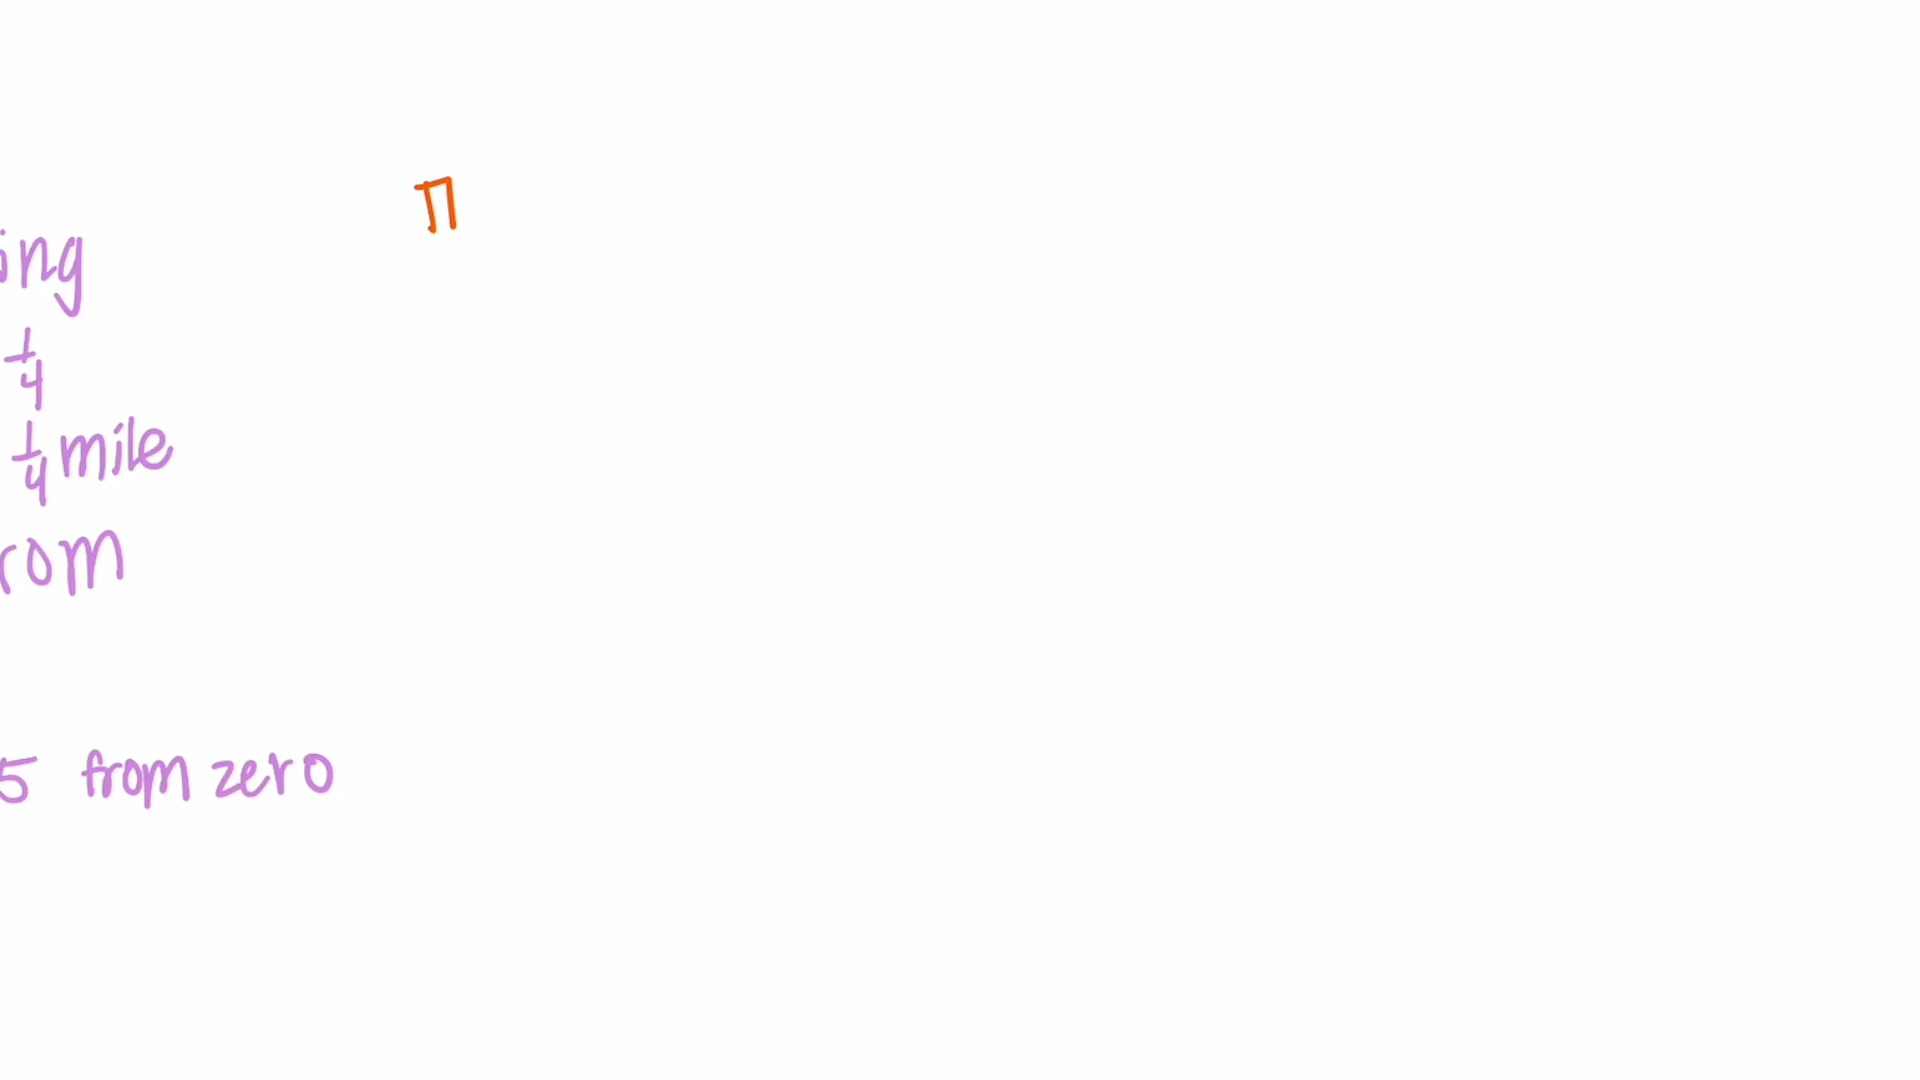 π
ing
1/4
1/4 mile
rom
5 from zero